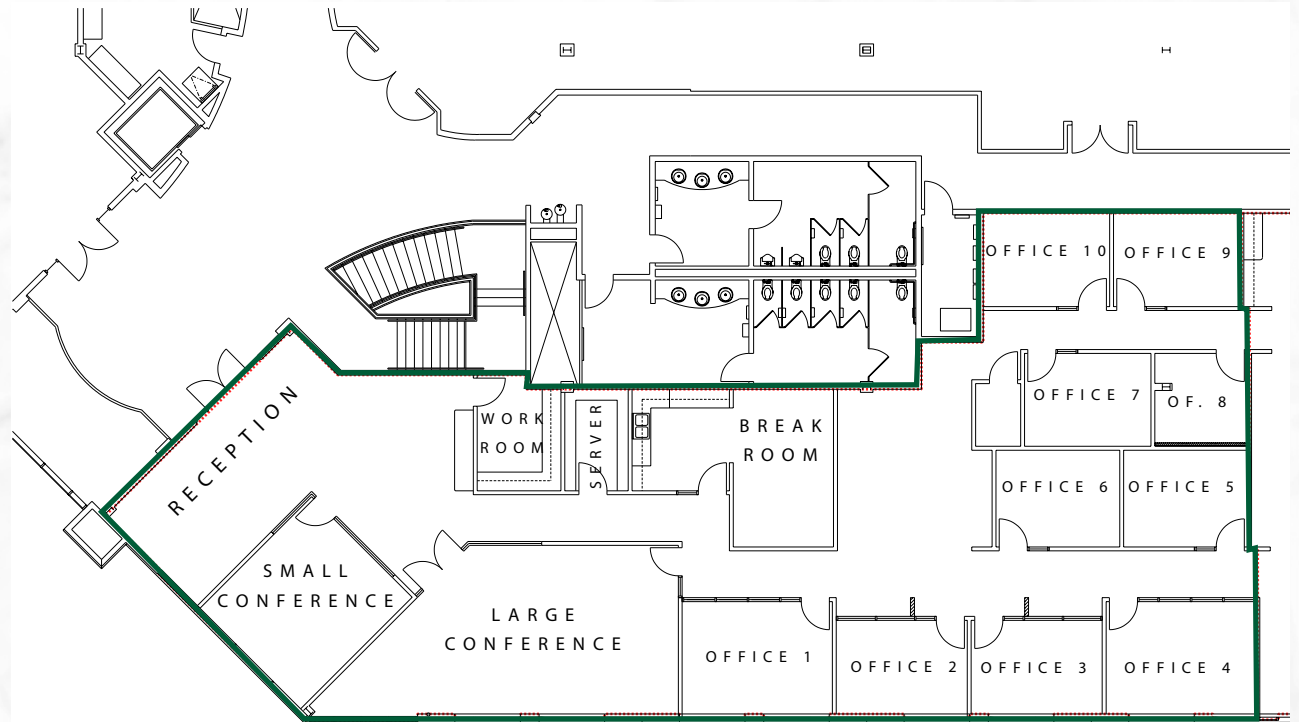 OFFICE 10
OFFICE 9
OFFICE 7
OF. 8
RECEPTION
WORK
ROOM
SERVER
BREAK
ROOM
OFFICE 6
OFFICE 5
SMALL
CONFERENCE
LARGE
CONFERENCE
OFFICE 1
OFFICE 2
OFFICE 3
OFFICE 4